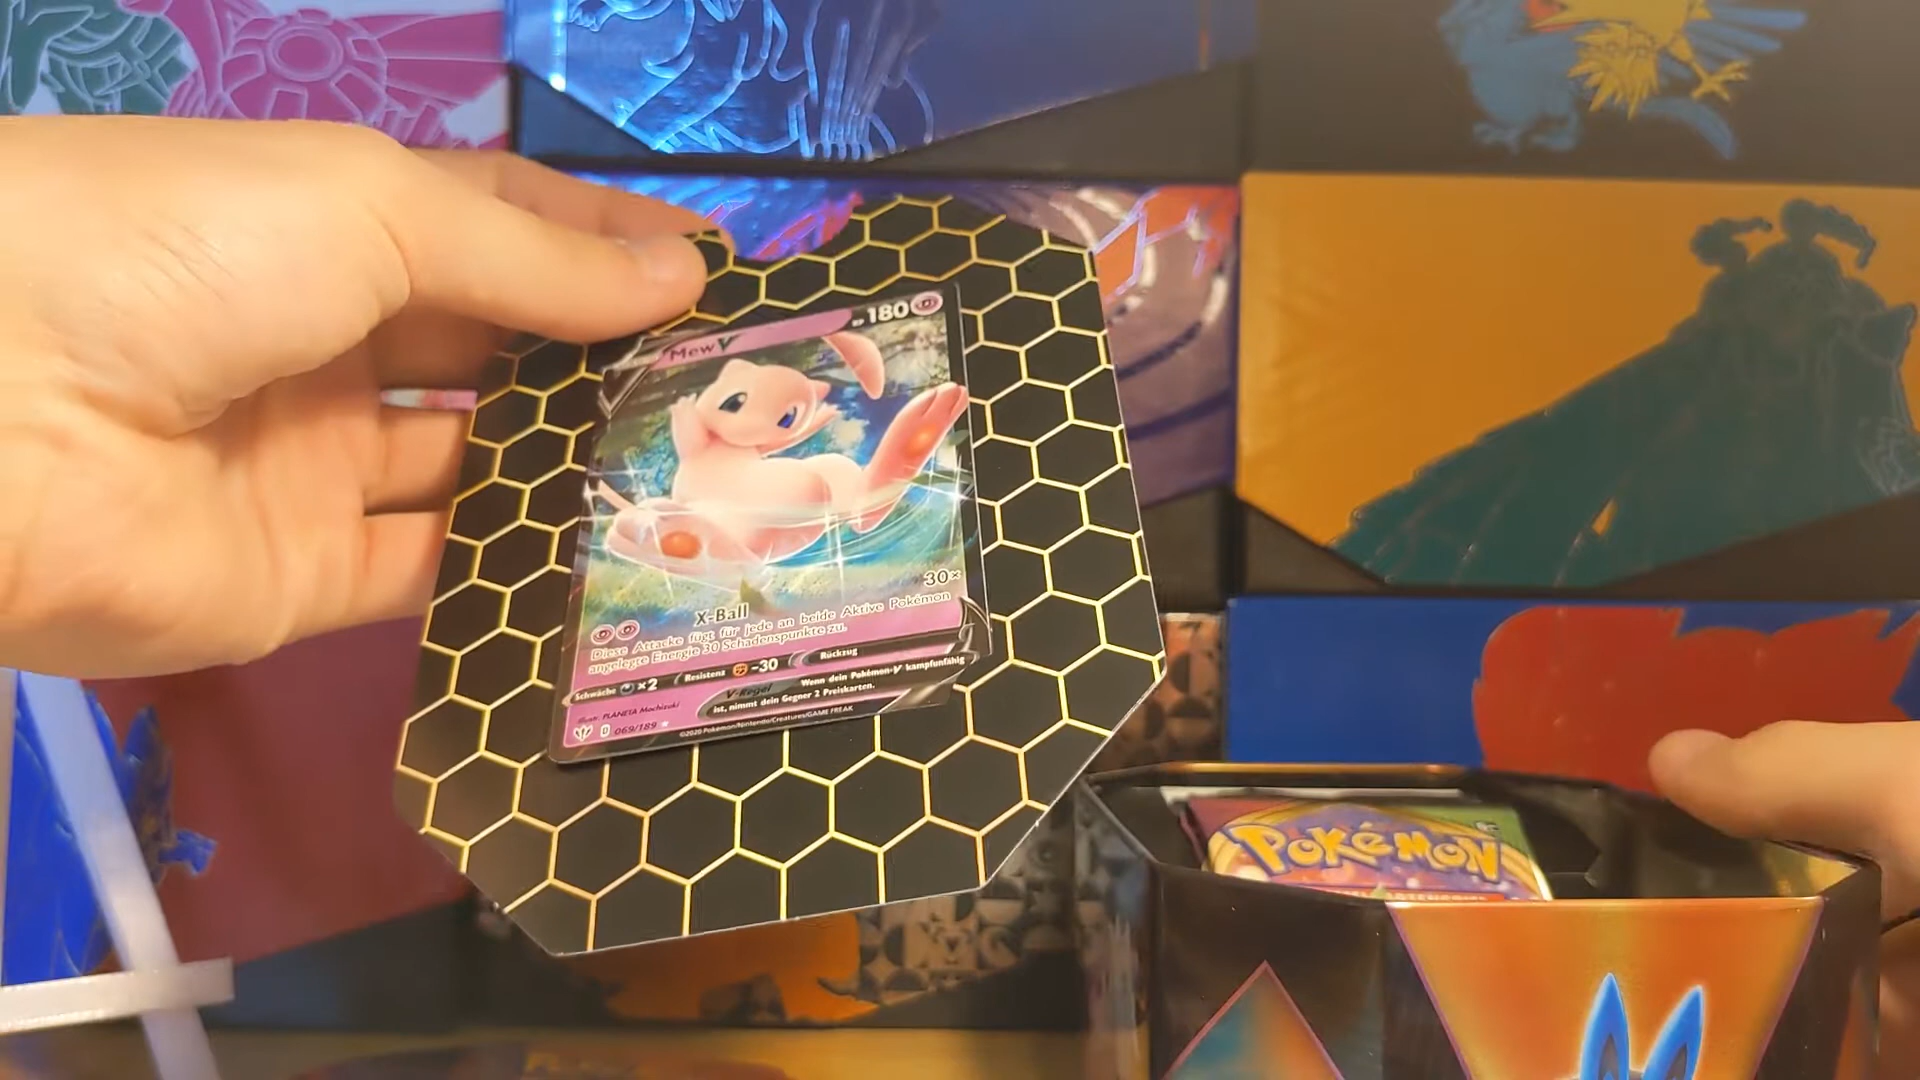 Mew V
KP 180
X-Ball
30×
Diese Attacke fügt für jede an beide Aktive Pokémon
angelegte Energie 30 Schadenspunkte zu.
Schwäche ×2
Resistenz -30
Rückzug
V-Regel
Wenn dein Pokémon-V kampfunfähig
ist, nimmt dein Gegner 2 Preiskarten.
Illustr. PLANETA Mochizuki
D 069/189
©2020 Pokémon/Nintendo/Creatures/GAME FREAK
POKéMON